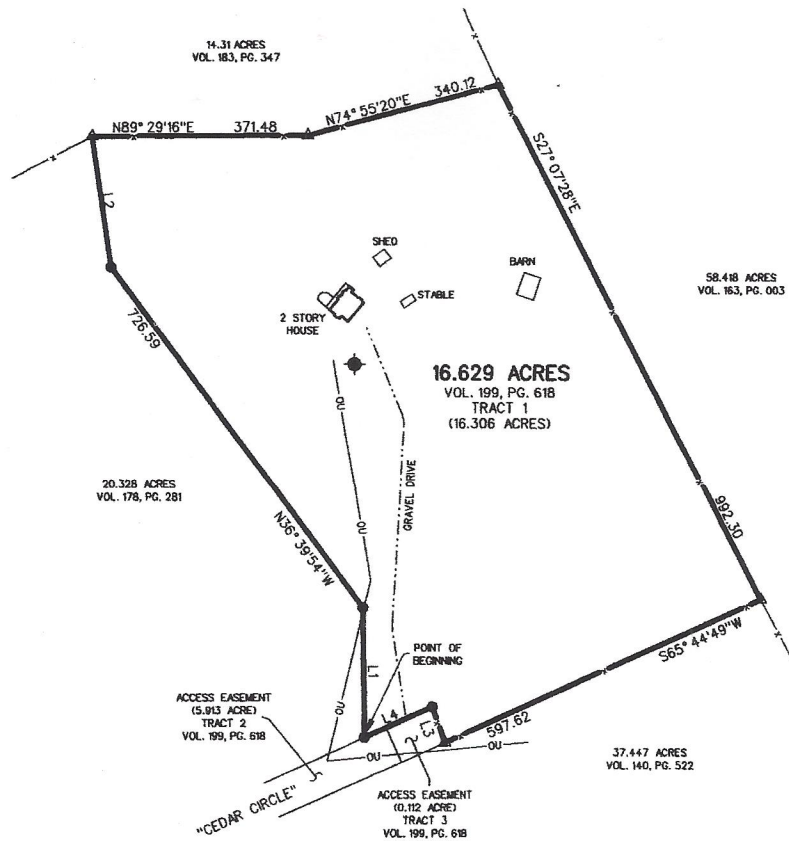 14.31 ACRES
VOL. 183, PG. 347
N89° 29'16"E 371.48
N74° 55'20"E 340.12
S27° 07'28"E
L2
SHED
BARN
STABLE
2 STORY
HOUSE
58.418 ACRES
VOL. 163, PG. 003
726.59
16.629 ACRES
VOL. 199, PG. 618
TRACT 1
(16.306 ACRES)
OU
GRAVEL DRIVE
20.328 ACRES
VOL. 178, PG. 281
992.30
OU
N36° 39'54"W
S65° 44'49"W
L1
POINT OF
BEGINNING
ACCESS EASEMENT
(5.913 ACRE)
TRACT 2
VOL. 199, PG. 618
OU
L4
L3
597.62
OU
OU
37.447 ACRES
VOL. 140, PG. 522
"CEDAR CIRCLE"
ACCESS EASEMENT
(0.112 ACRE)
TRACT 3
VOL. 199, PG. 618